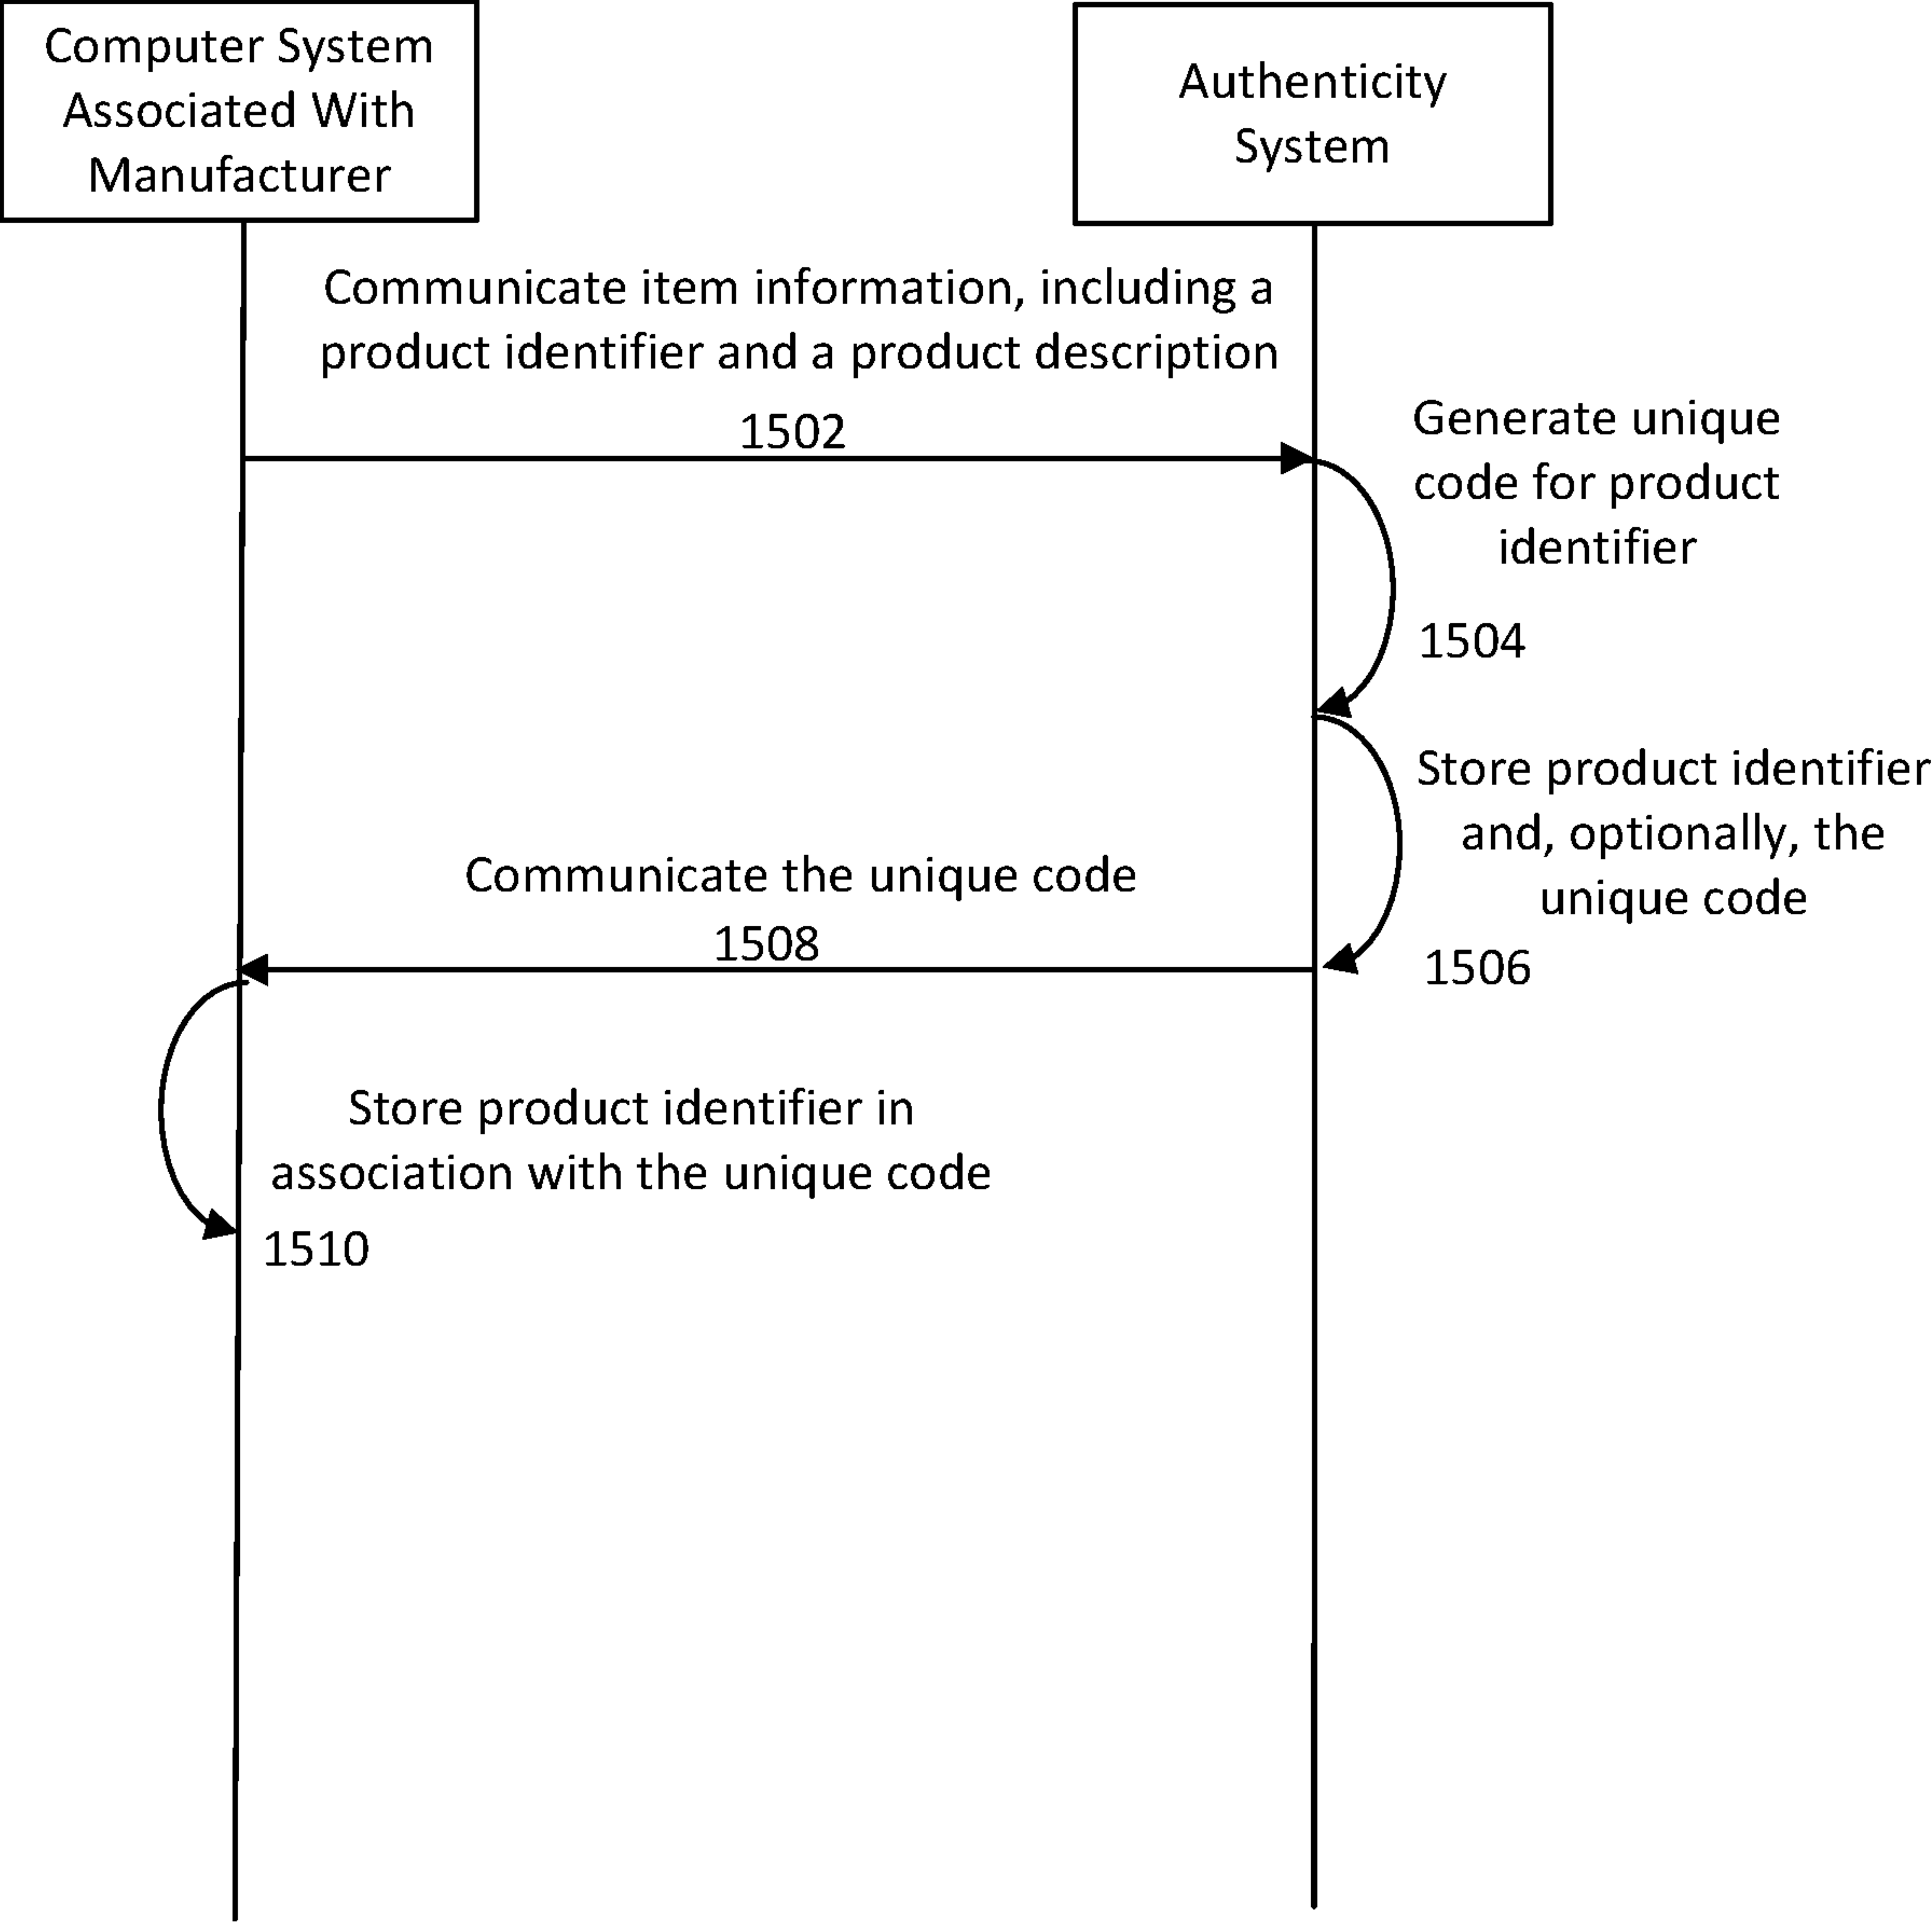 Computer System
Associated With
Manufacturer
Authenticity
System
Communicate item information, including a
product identifier and a product description
1502
Generate unique
code for product
identifier
1504
Store product identifier
and, optionally, the
unique code
1506
Communicate the unique code
1508
Store product identifier in
association with the unique code
1510